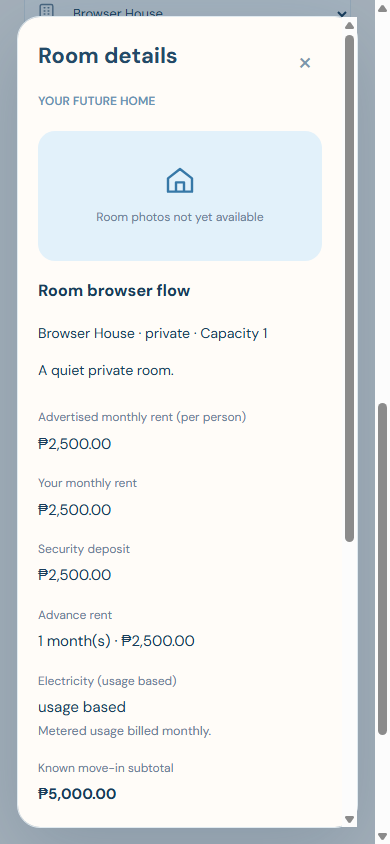 Browser House
Room details
×
YOUR FUTURE HOME
Room photos not yet available
Room browser flow
Browser House · private · Capacity 1
A quiet private room.
Advertised monthly rent (per person)
₱2,500.00
Your monthly rent
₱2,500.00
Security deposit
₱2,500.00
Advance rent
1 month(s) · ₱2,500.00
Electricity (usage based)
usage based
Metered usage billed monthly.
Known move-in subtotal
₱5,000.00